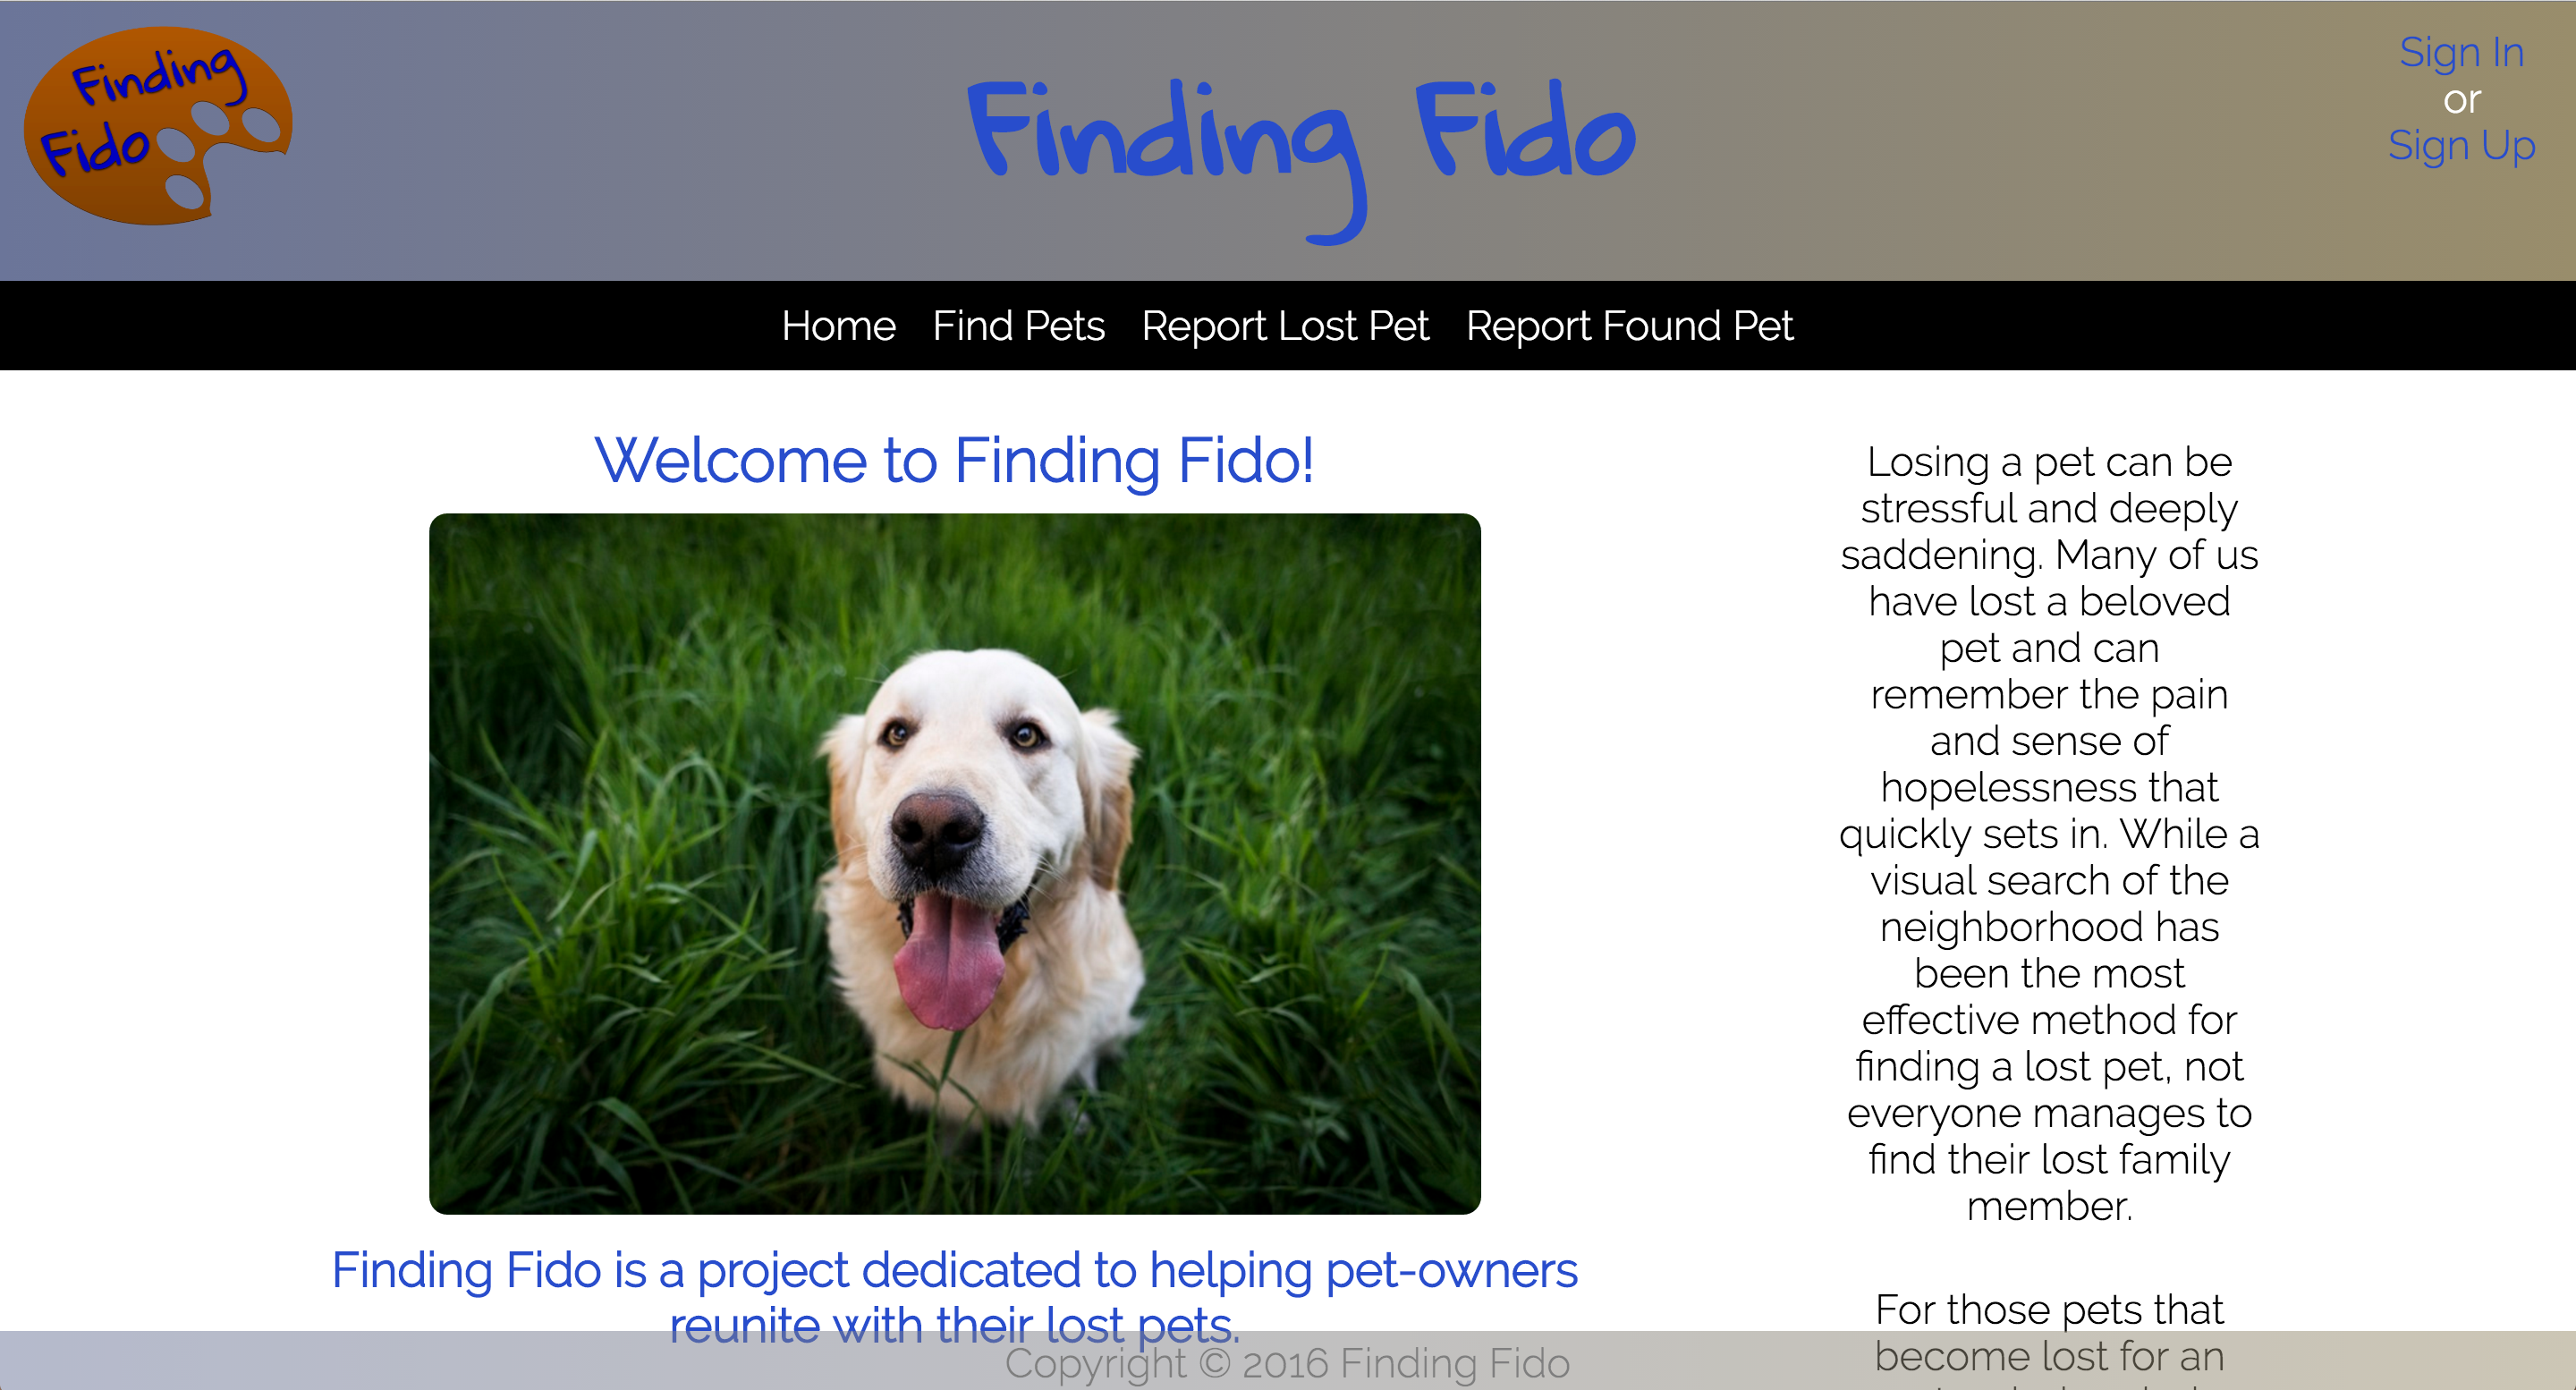 Finding
Fido
Finding Fido
Sign In
or
Sign Up
Home Find Pets Report Lost Pet Report Found Pet
Welcome to Finding Fido!
Finding Fido is a project dedicated to helping pet-owners
reunite with their lost pets.
Losing a pet can be
stressful and deeply
saddening. Many of us
have lost a beloved
pet and can
remember the pain
and sense of
hopelessness that
quickly sets in. While a
visual search of the
neighborhood has
been the most
effective method for
finding a lost pet, not
everyone manages to
find their lost family
member.
For those pets that
become lost for an
Copyright © 2016 Finding Fido